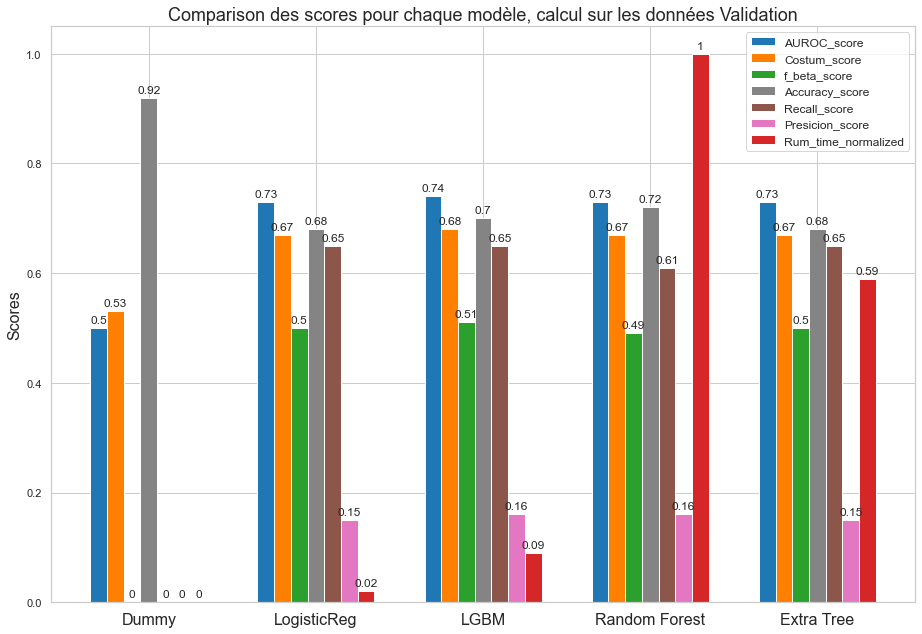 Comparison des scores pour chaque modèle, calcul sur les données Validation
AUROC_score
Costum_score
f_beta_score
Accuracy_score
Recall_score
Presicion_score
Rum_time_normalized
Scores
1.0
0.8
0.6
0.4
0.2
0.0
0.5
0.53
0
0.92
0
0
0
0.73
0.67
0.5
0.68
0.65
0.15
0.02
0.74
0.68
0.51
0.7
0.65
0.16
0.09
0.73
0.67
0.49
0.72
0.61
0.16
1
0.73
0.67
0.5
0.68
0.65
0.15
0.59
Dummy
LogisticReg
LGBM
Random Forest
Extra Tree